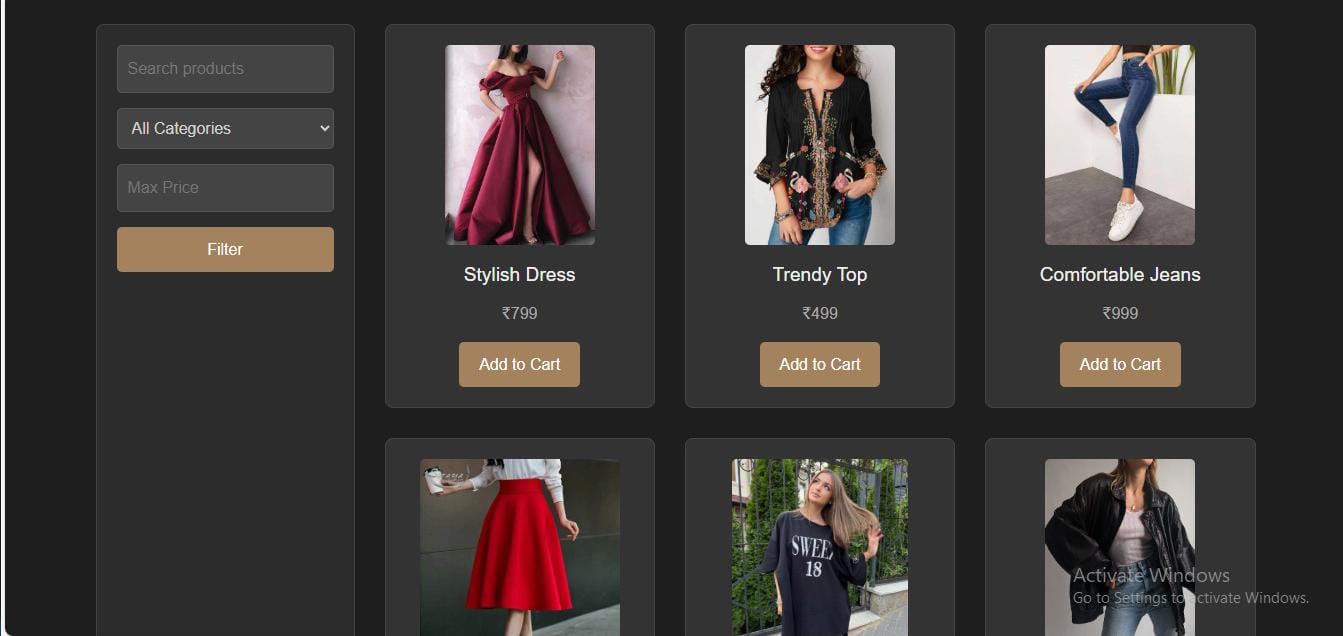 Search products
All Categories
Max Price
Filter
Stylish Dress
₹799
Add to Cart
Trendy Top
₹499
Add to Cart
Comfortable Jeans
₹999
Add to Cart
18
Activate Windows
Go to Settings to activate Windows.